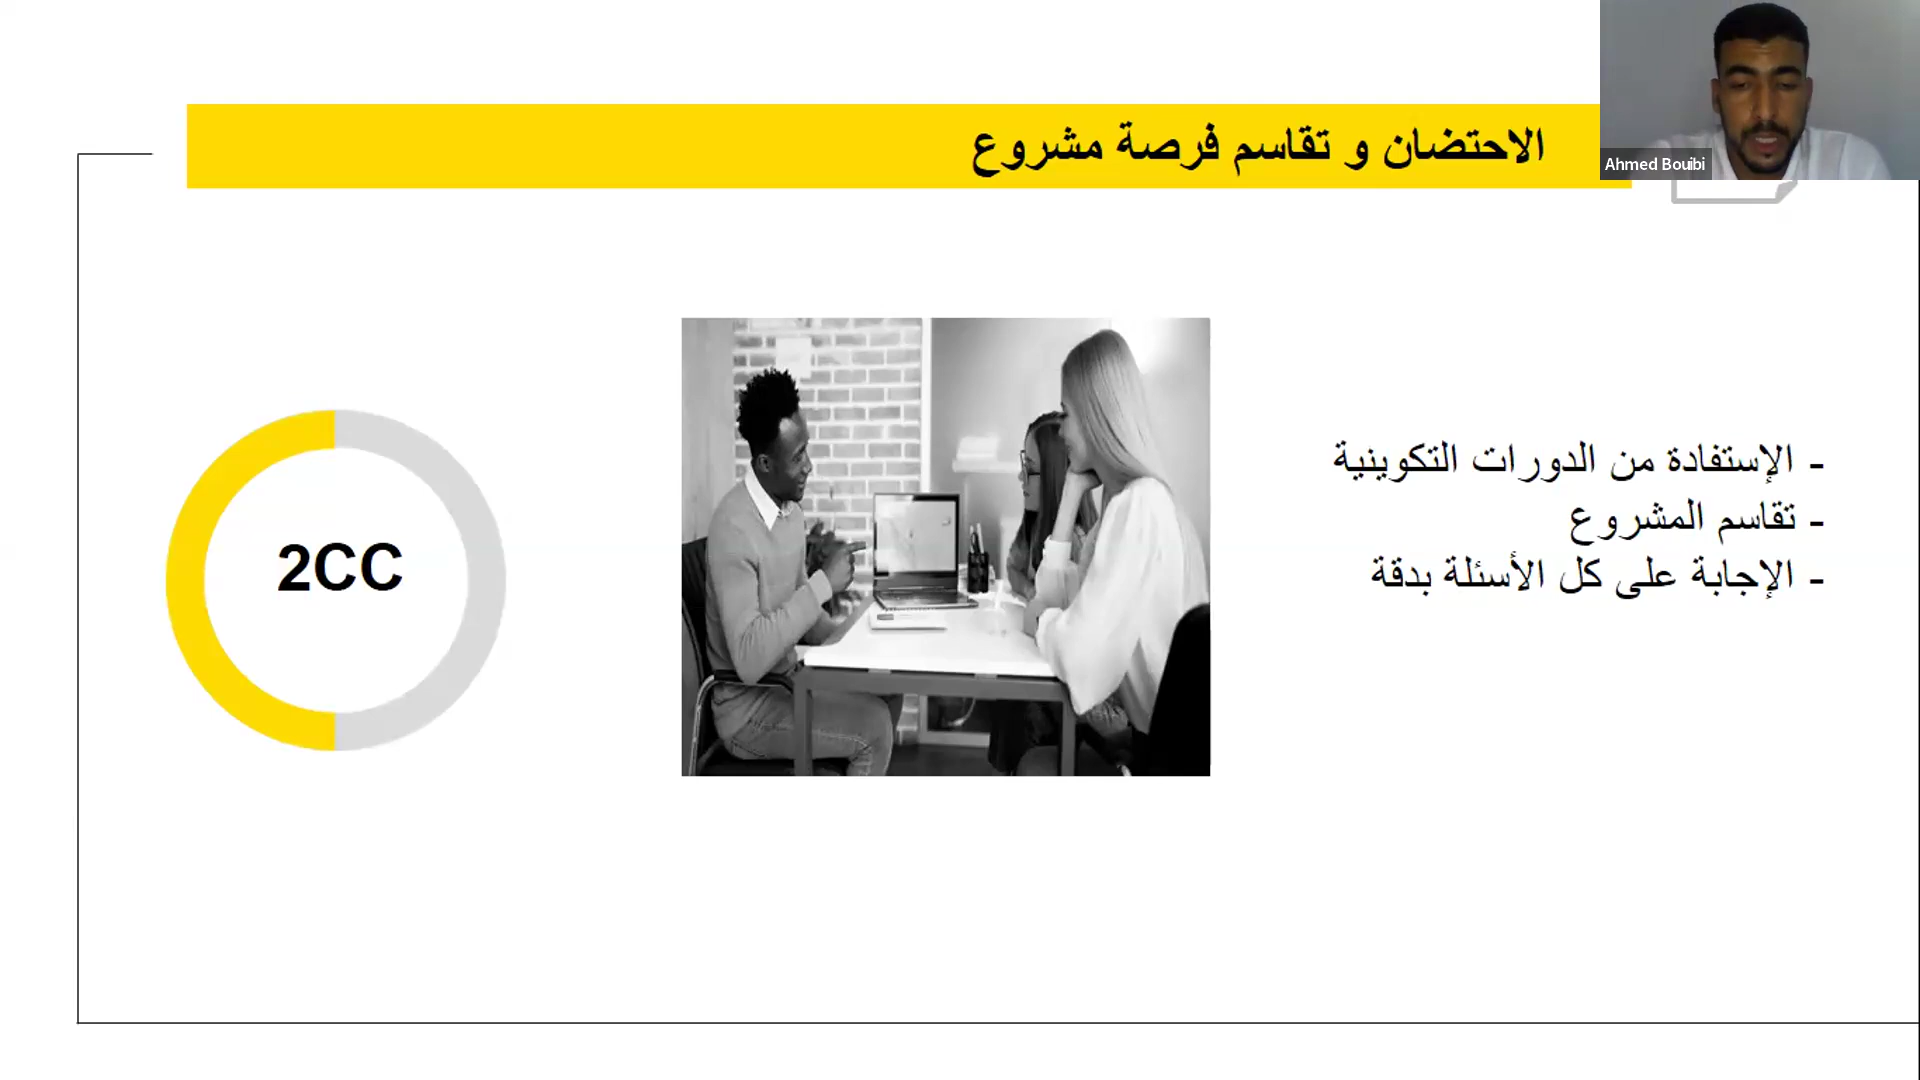 الاحتضان و تقاسم فرصة مشروع
Ahmed Bouibi
- الإستفادة من الدورات التكوينية
- تقاسم المشروع
- الإجابة على كل الأسئلة بدقة
2CC